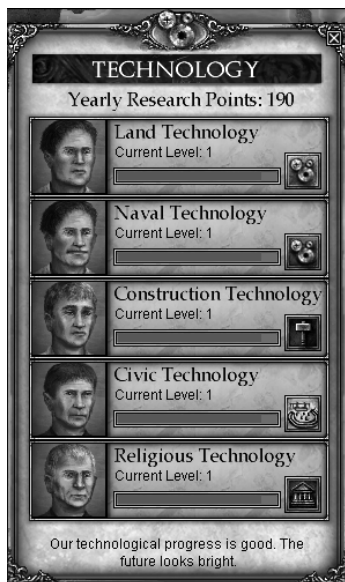 TECHNOLOGY
Yearly Research Points: 190
Land Technology
Current Level: 1
Naval Technology
Current Level: 1
Construction Technology
Current Level: 1
Civic Technology
Current Level: 1
Religious Technology
Current Level: 1
Our technological progress is good. The
future looks bright.